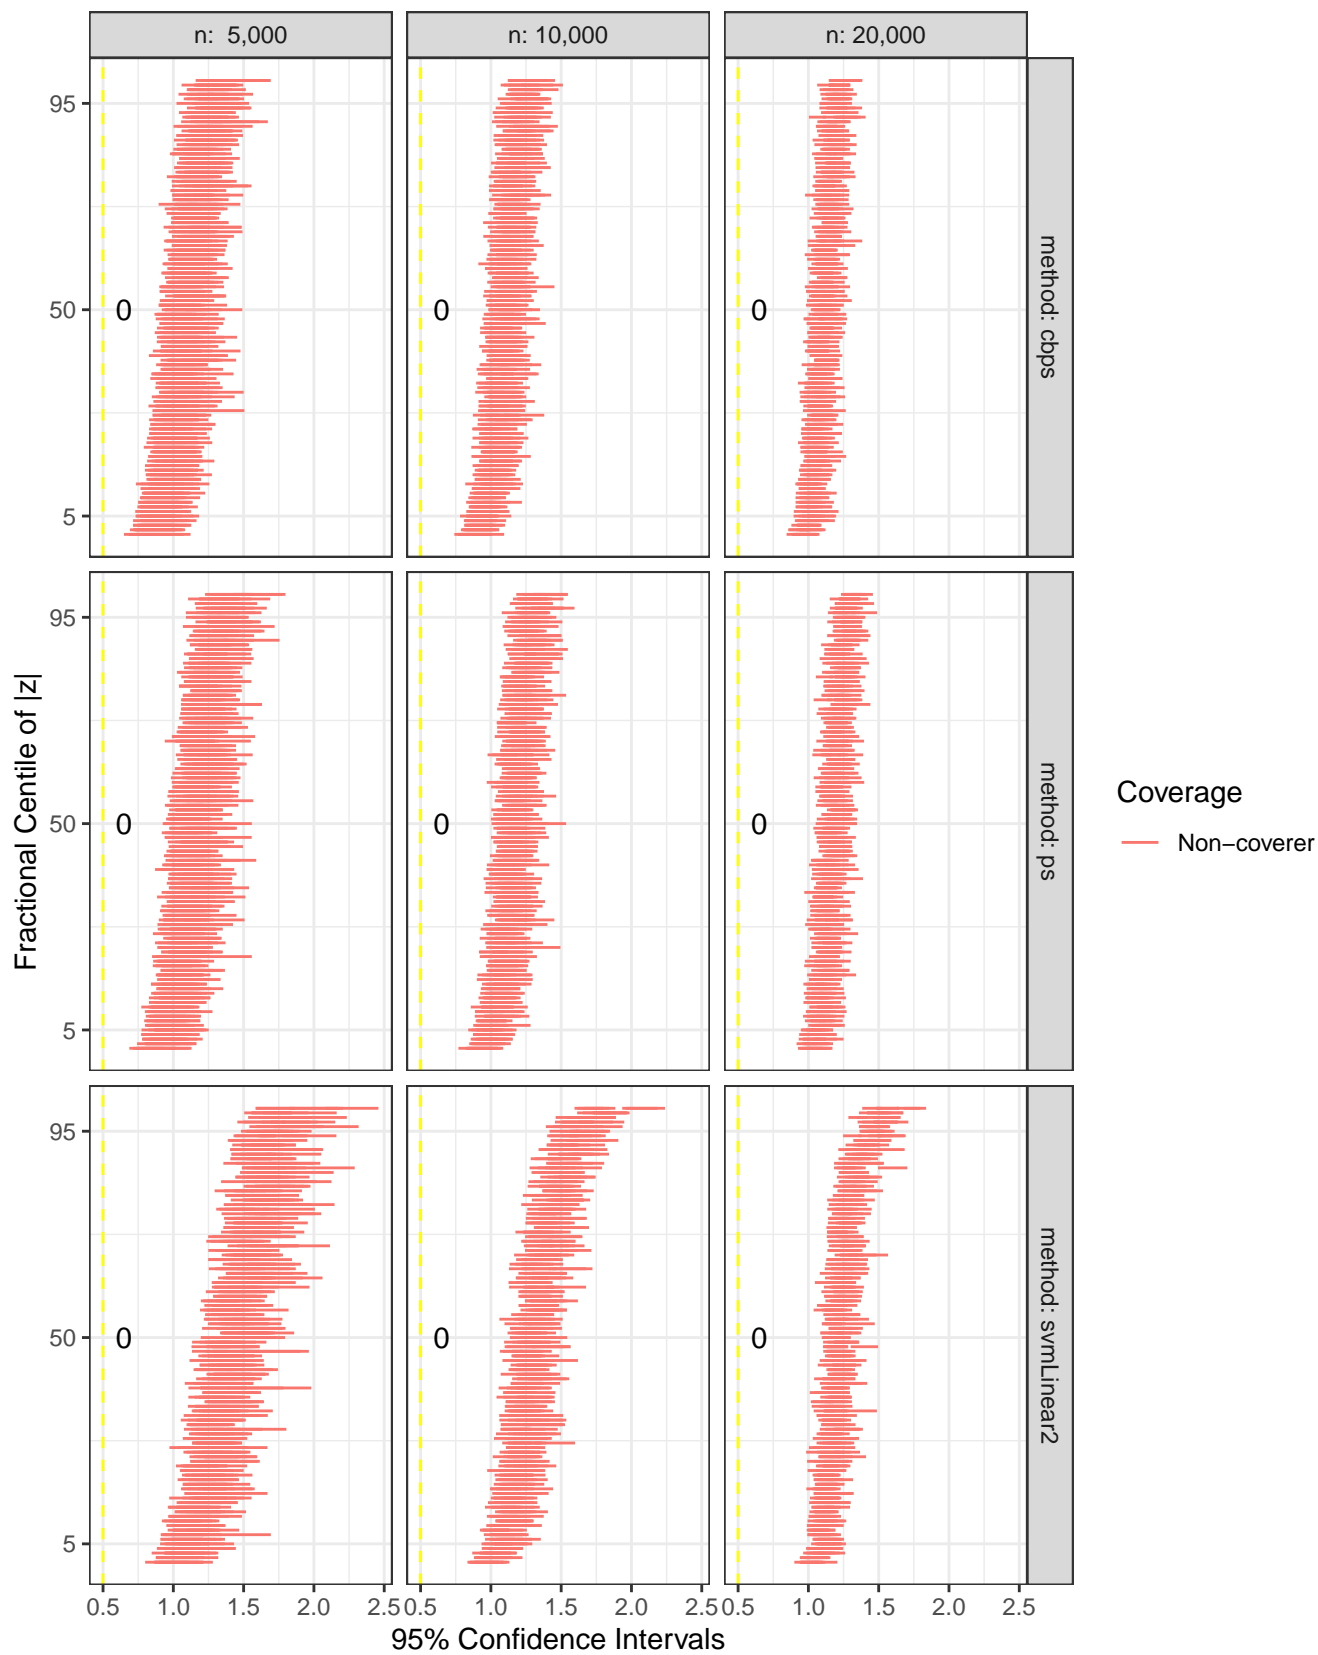 n:  5,000
n: 10,000
n: 20,000
95
50
5
0
0
0
method: cbps
95
50
5
0
0
0
method: ps
95
50
5
0
0
0
method: svmLinear2
0.5 1.0 1.5 2.0 2.5
0.5 1.0 1.5 2.0 2.5
0.5 1.0 1.5 2.0 2.5
95% Confidence Intervals
Fractional Centile of |z|
Coverage
Non−coverer